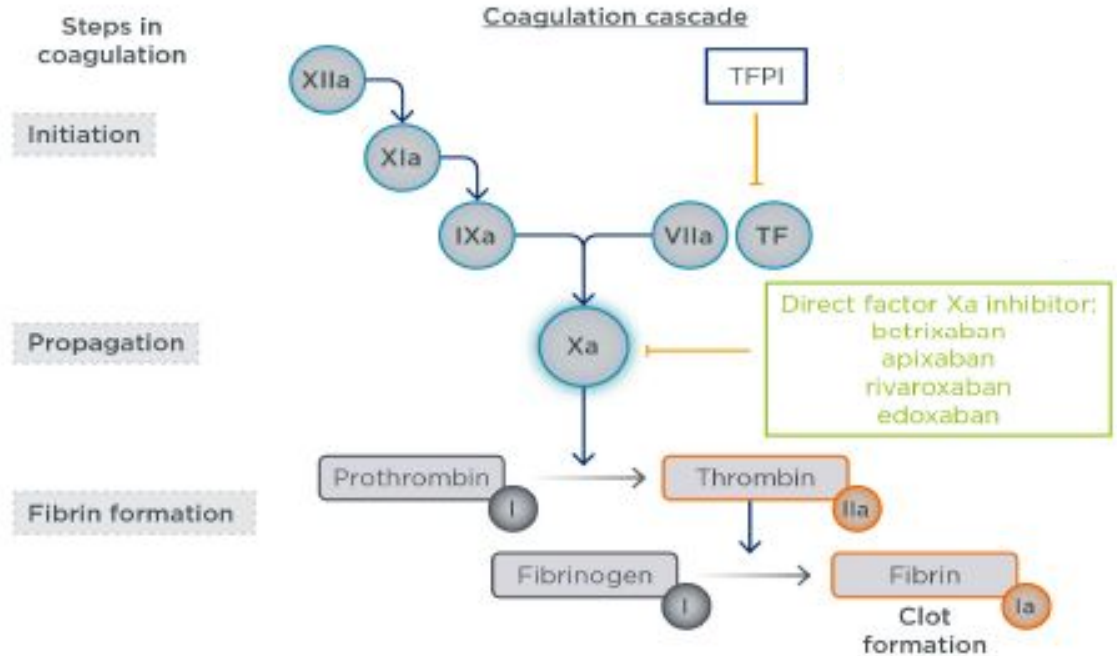 Coagulation cascade
Steps in
coagulation
XIIa
TFPI
Initiation
XIa
IXa
VIIa
TF
Direct factor Xa inhibitor:
betrixaban
apixaban
rivaroxaban
edoxaban
Propagation
Xa
Prothrombin
I
Thrombin
IIa
Fibrin formation
Fibrinogen
I
Fibrin
Ia
Clot
formation